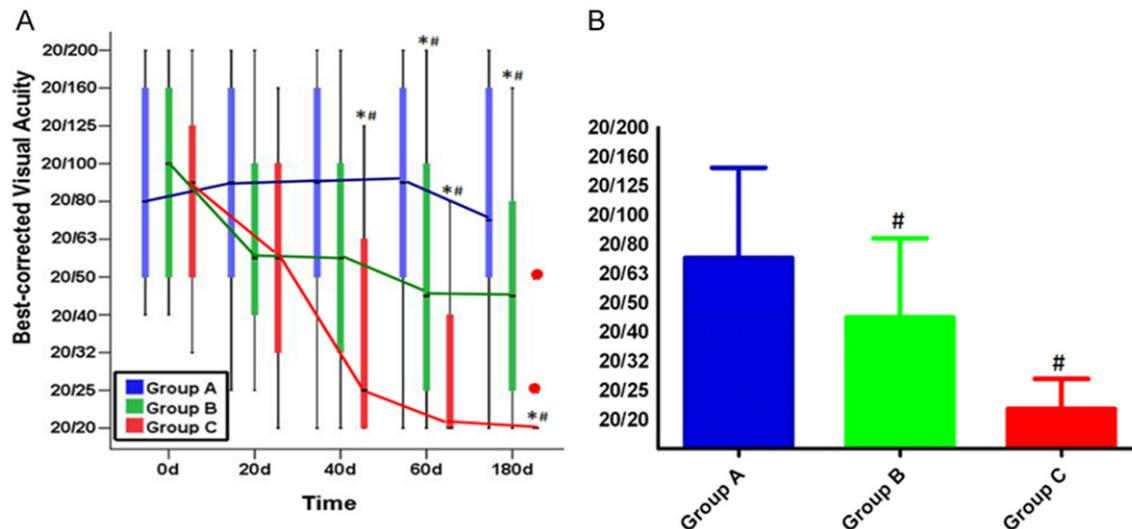 A
Best-corrected Visual Acuity
20/200
20/160
20/125
20/100
20/80
20/63
20/50
20/40
20/32
20/25
20/20
*#
*#
*#
*#
*#
Group A
Group B
Group C
0d
20d
40d
60d
180d
Time
B
20/200
20/160
20/125
20/100
20/80
20/63
20/50
20/40
20/32
20/25
20/20
#
#
Group A
Group B
Group C